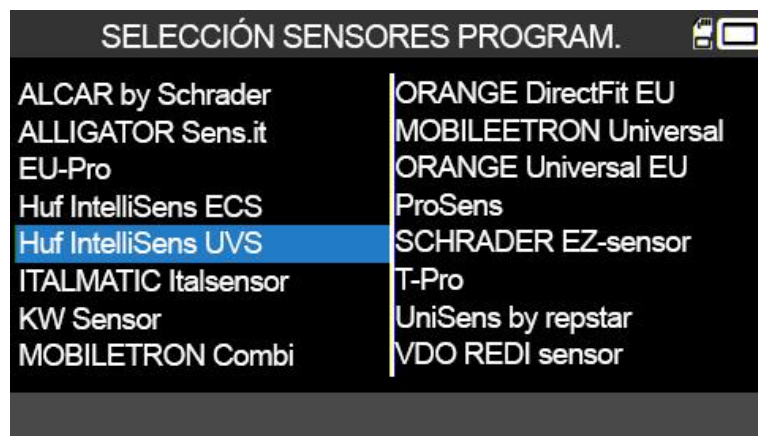 SELECCIÓN SENSORES PROGRAM.
ALCAR by Schrader
ALLIGATOR Sens.it
EU-Pro
Huf IntelliSens ECS
Huf IntelliSens UVS
ITALMATIC Italsensor
KW Sensor
MOBILETRON Combi
ORANGE DirectFit EU
MOBILEETRON Universal
ORANGE Universal EU
ProSens
SCHRADER EZ-sensor
T-Pro
UniSens by repstar
VDO REDI sensor